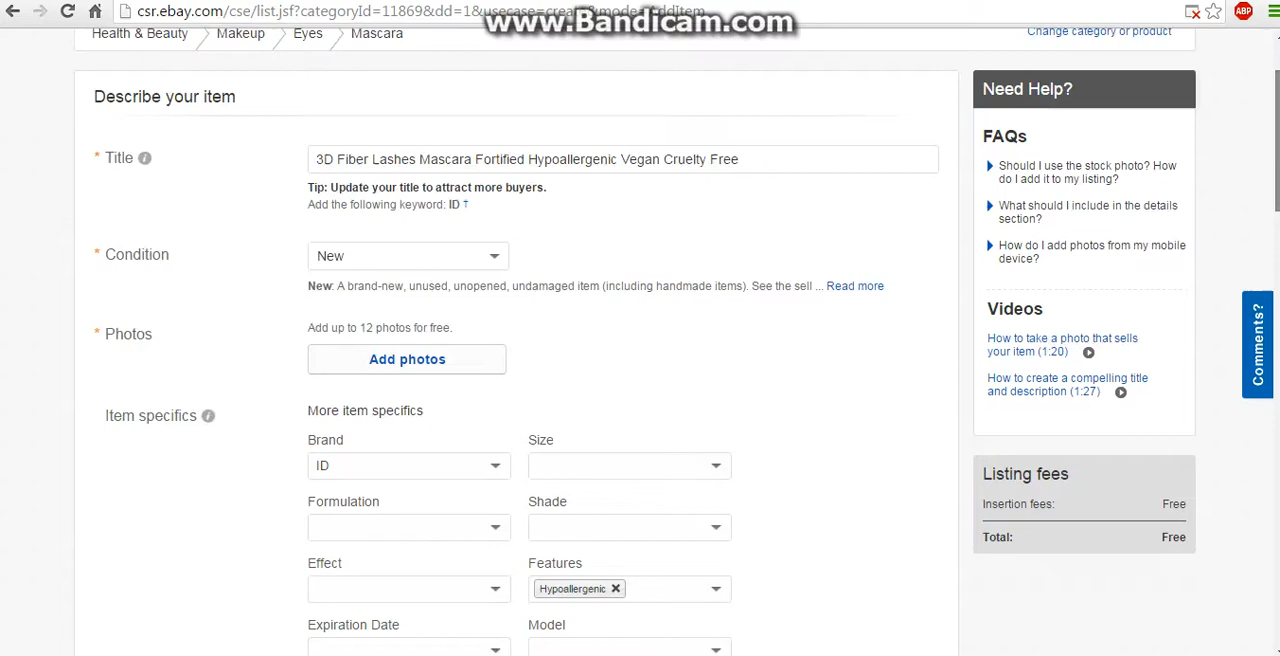 csr.ebay.com/cse/list.jsf?categoryId=11869&dd=1&usecase=create&mode=AddItem
www.Bandicam.com
ABP
Health & Beauty
Makeup
Eyes
Mascara
Change category or product
Describe your item
* Title
3D Fiber Lashes Mascara Fortified Hypoallergenic Vegan Cruelty Free
Tip: Update your title to attract more buyers.
Add the following keyword: ID ↑
* Condition
New
New: A brand-new, unused, unopened, undamaged item (including handmade items). See the sell ... Read more
* Photos
Add up to 12 photos for free.
Add photos
Item specifics
More item specifics
Brand
Size
ID
Formulation
Shade
Effect
Features
Hypoallergenic
Expiration Date
Model
Need Help?
FAQs
Should I use the stock photo? How
do I add it to my listing?
What should I include in the details
section?
How do I add photos from my mobile
device?
Videos
How to take a photo that sells
your item (1:20)
How to create a compelling title
and description (1:27)
Listing fees
Insertion fees: Free
Total: Free
Comments?